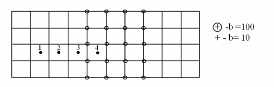 1 2 3 4
⊕ -b =100
+ -b= 10